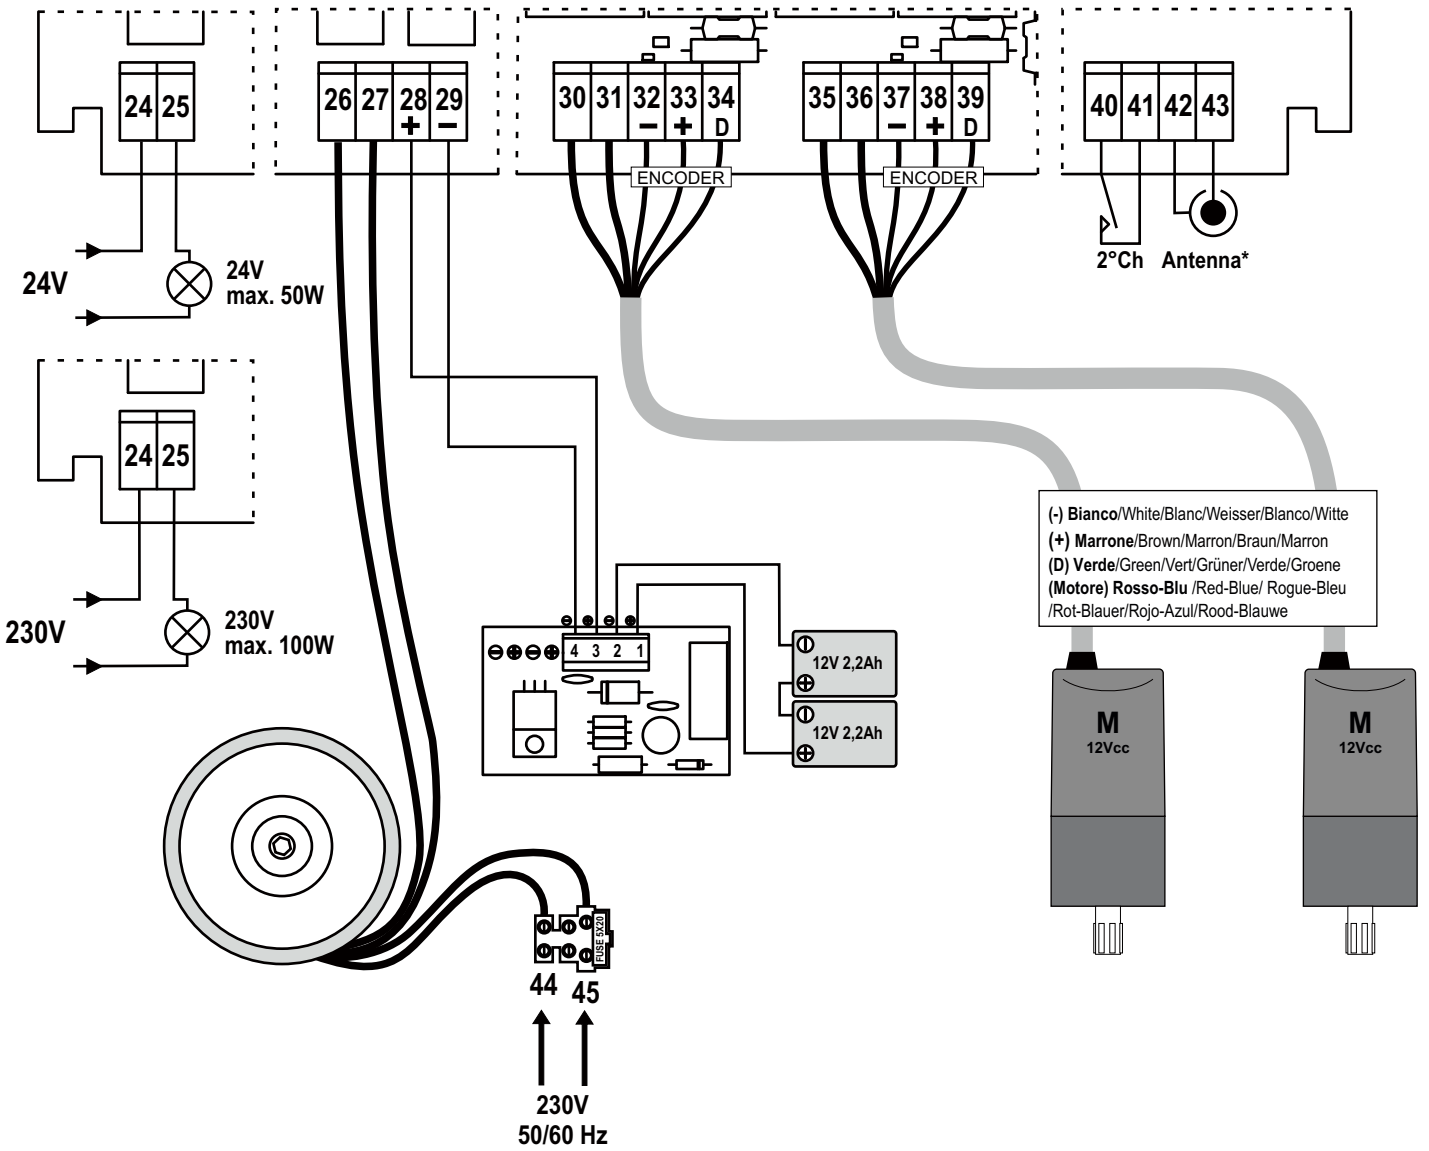 24 25
24V
24V
max. 50W
26 27 28 29
+ −
30 31 32 33 34
− + D
ENCODER
35 36 37 38 39
− + D
ENCODER
40 41 42 43
2°Ch Antenna*
24 25
230V
230V
max. 100W
(-) Bianco/White/Blanc/Weisser/Blanco/Witte
(+) Marrone/Brown/Marron/Braun/Marron
(D) Verde/Green/Vert/Grüner/Verde/Groene
(Motore) Rosso-Blu /Red-Blue/ Rogue-Bleu
/Rot-Blauer/Rojo-Azul/Rood-Blauwe
4 3 2 1
12V 2,2Ah
12V 2,2Ah
M
12Vcc
M
12Vcc
FUSE 5X20
44 45
230V
50/60 Hz